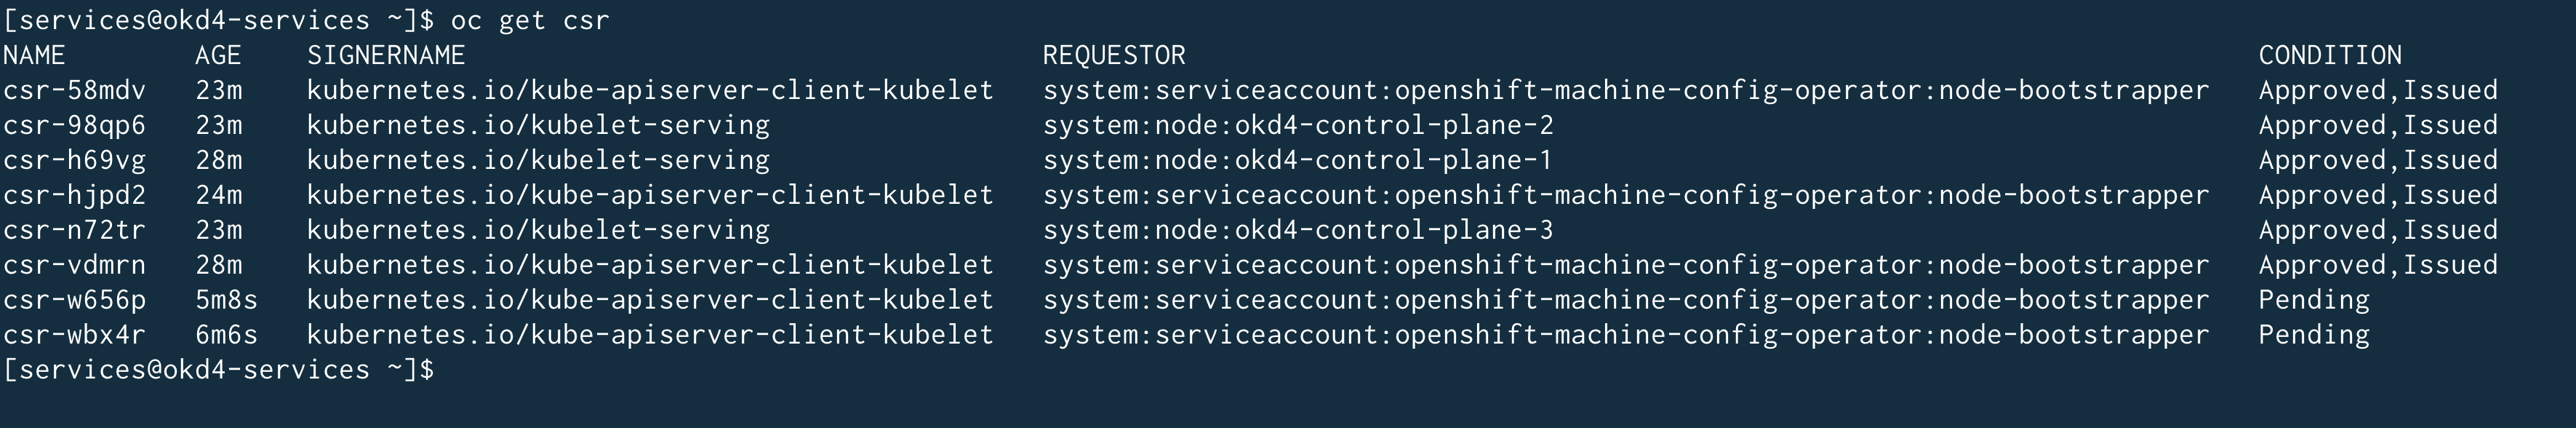 [services@okd4-services ~]$ oc get csr
NAME        AGE    SIGNERNAME                                    REQUESTOR                                                                   CONDITION
csr-58mdv   23m    kubernetes.io/kube-apiserver-client-kubelet   system:serviceaccount:openshift-machine-config-operator:node-bootstrapper   Approved,Issued
csr-98qp6   23m    kubernetes.io/kubelet-serving                 system:node:okd4-control-plane-2                                            Approved,Issued
csr-h69vg   28m    kubernetes.io/kubelet-serving                 system:node:okd4-control-plane-1                                            Approved,Issued
csr-hjpd2   24m    kubernetes.io/kube-apiserver-client-kubelet   system:serviceaccount:openshift-machine-config-operator:node-bootstrapper   Approved,Issued
csr-n72tr   23m    kubernetes.io/kubelet-serving                 system:node:okd4-control-plane-3                                            Approved,Issued
csr-vdmrn   28m    kubernetes.io/kube-apiserver-client-kubelet   system:serviceaccount:openshift-machine-config-operator:node-bootstrapper   Approved,Issued
csr-w656p   5m8s   kubernetes.io/kube-apiserver-client-kubelet   system:serviceaccount:openshift-machine-config-operator:node-bootstrapper   Pending
csr-wbx4r   6m6s   kubernetes.io/kube-apiserver-client-kubelet   system:serviceaccount:openshift-machine-config-operator:node-bootstrapper   Pending
[services@okd4-services ~]$